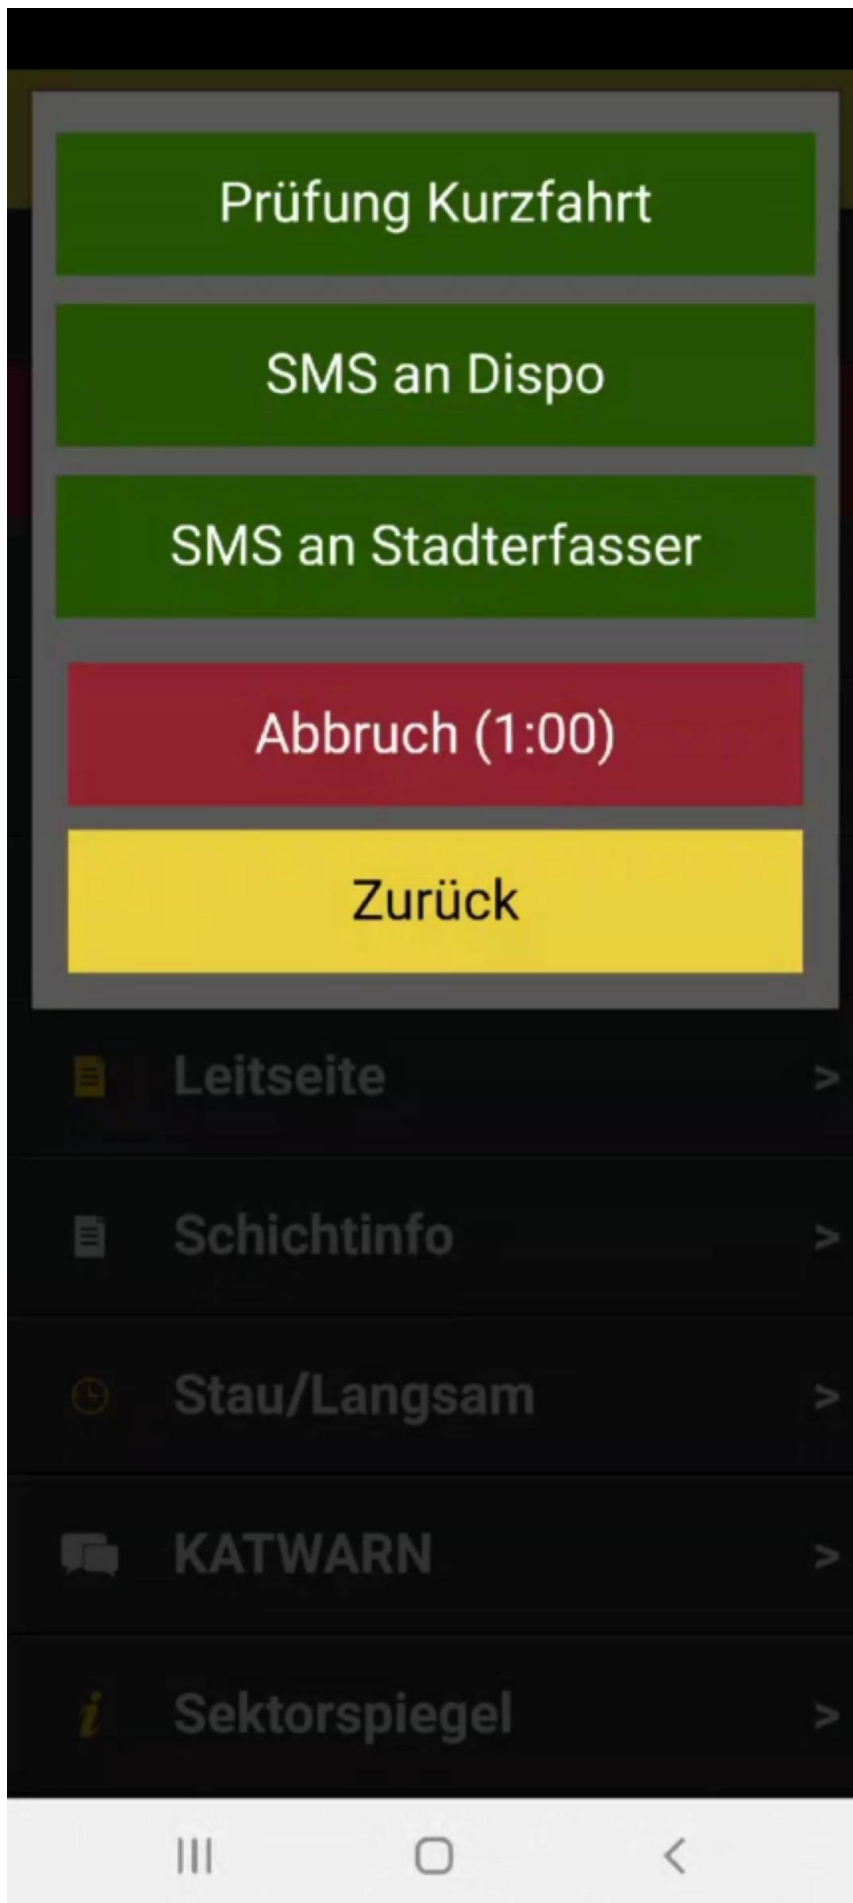 Prüfung Kurzfahrt
SMS an Dispo
SMS an Stadterfasser
Abbruch (1:00)
Zurück
Leitseite >
Schichtinfo >
Stau/Langsam >
KATWARN >
Sektorspiegel >